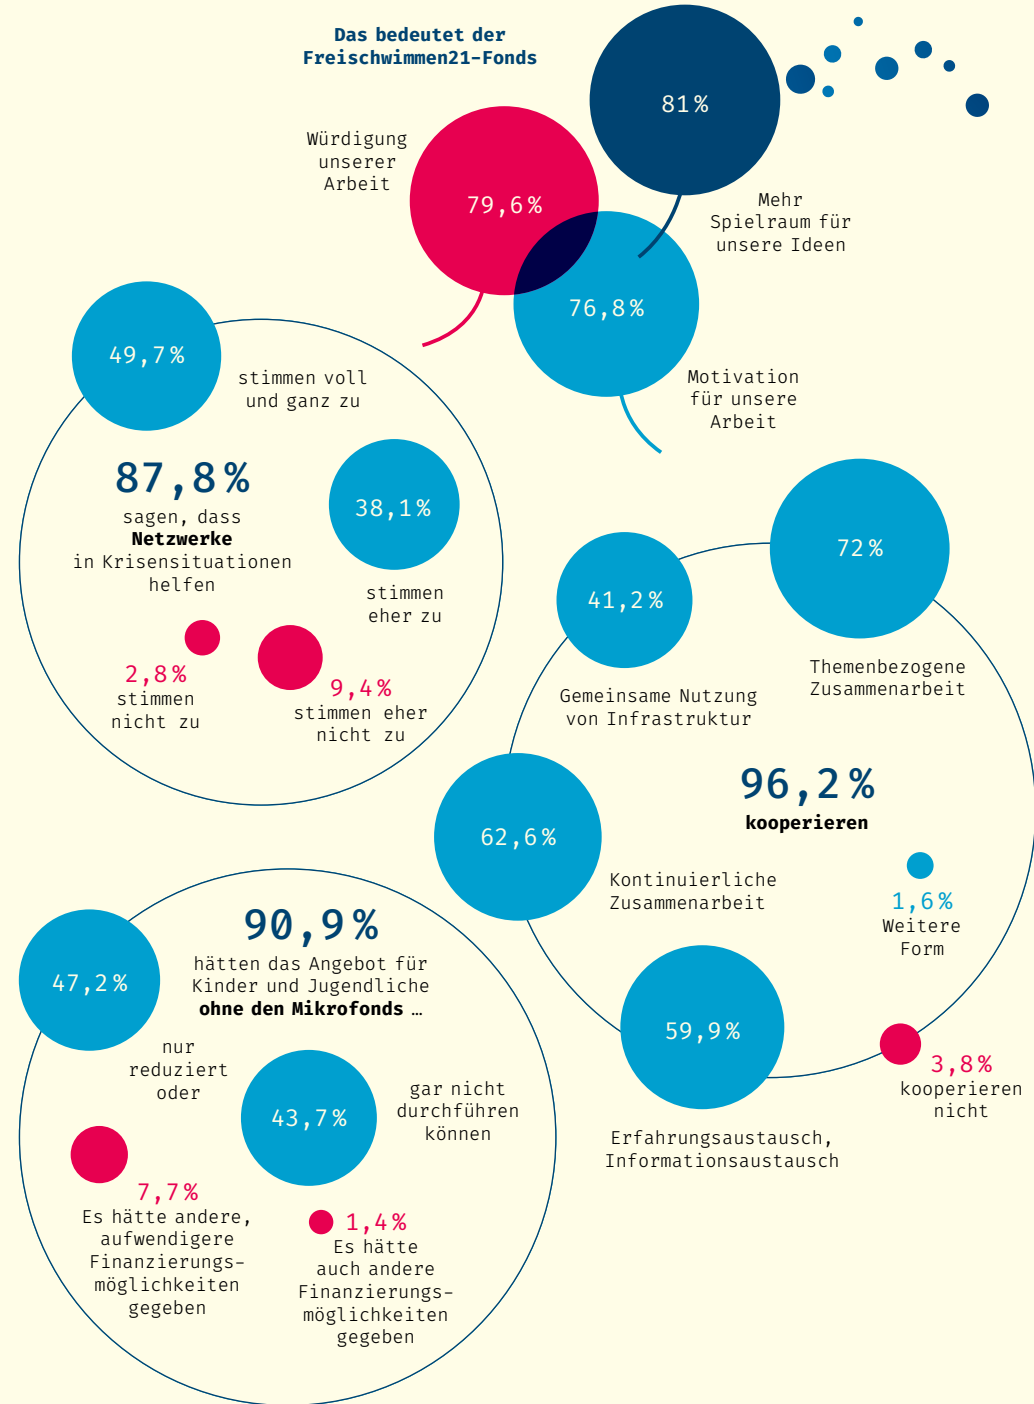 Das bedeutet der
Freischwimmen21-Fonds
81%
Mehr
Spielraum für
unsere Ideen
Würdigung
unserer
Arbeit
79,6%
76,8%
Motivation
für unsere
Arbeit
49,7%
stimmen voll
und ganz zu
87,8%
sagen, dass
Netzwerke
in Krisensituationen
helfen
38,1%
stimmen
eher zu
2,8%
stimmen
nicht zu
9,4%
stimmen eher
nicht zu
72%
Themenbezogene
Zusammenarbeit
41,2%
Gemeinsame Nutzung
von Infrastruktur
96,2%
kooperieren
62,6%
Kontinuierliche
Zusammenarbeit
1,6%
Weitere
Form
59,9%
Erfahrungsaustausch,
Informationsaustausch
3,8%
kooperieren
nicht
90,9%
hätten das Angebot für
Kinder und Jugendliche
ohne den Mikrofonds …
47,2%
nur
reduziert
oder
43,7%
gar nicht
durchführen
können
7,7%
Es hätte andere,
aufwendigere
Finanzierungs-
möglichkeiten
gegeben
1,4%
Es hätte
auch andere
Finanzierungs-
möglichkeiten
gegeben